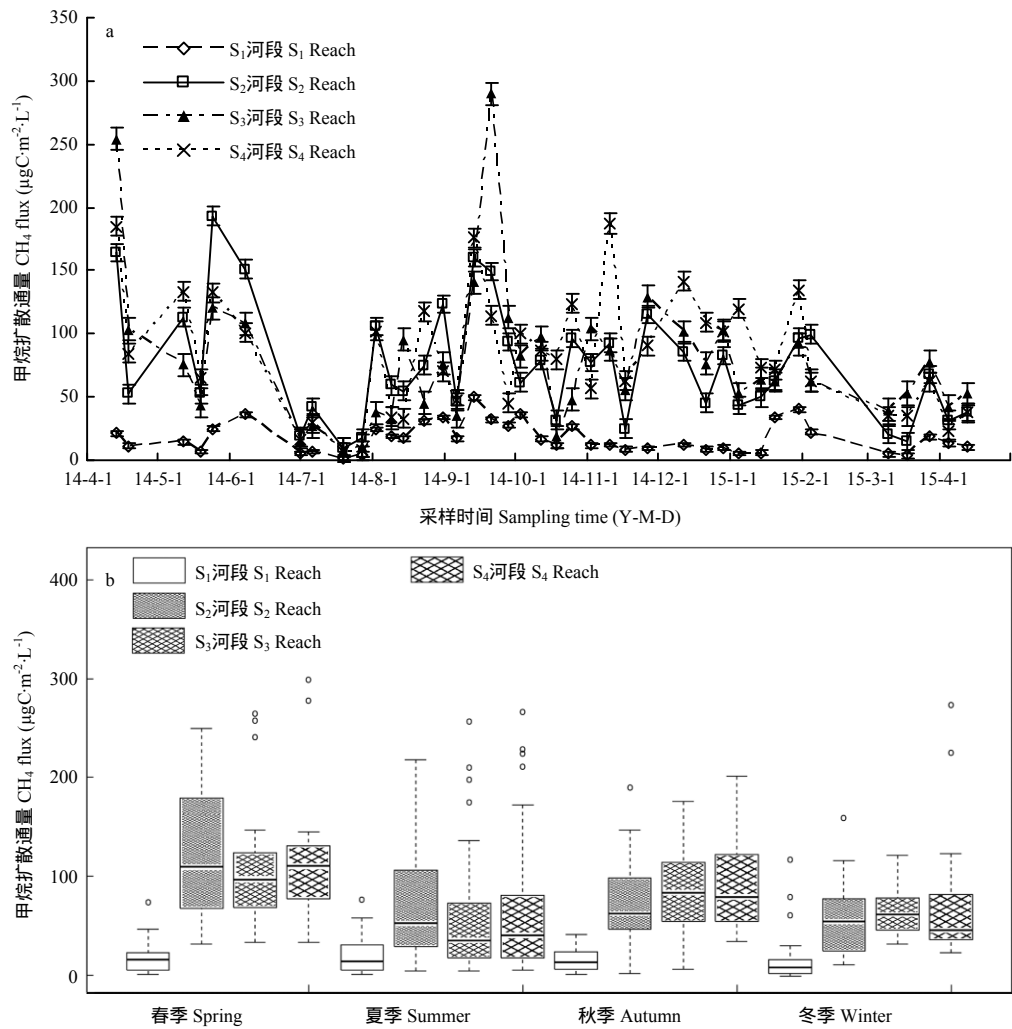 350
300
250
200
150
100
50
0
a
S₁河段 S₁ Reach
S₂河段 S₂ Reach
S₃河段 S₃ Reach
S₄河段 S₄ Reach
甲烷扩散通量 CH₄ flux (μgC·m⁻²·L⁻¹)
14-4-1 14-5-1 14-6-1 14-7-1 14-8-1 14-9-1 14-10-1 14-11-1 14-12-1 15-1-1 15-2-1 15-3-1 15-4-1
采样时间 Sampling time (Y-M-D)
400
300
200
100
0
b
S₁河段 S₁ Reach
S₄河段 S₄ Reach
S₂河段 S₂ Reach
S₃河段 S₃ Reach
甲烷扩散通量 CH₄ flux (μgC·m⁻²·L⁻¹)
春季 Spring 夏季 Summer 秋季 Autumn 冬季 Winter